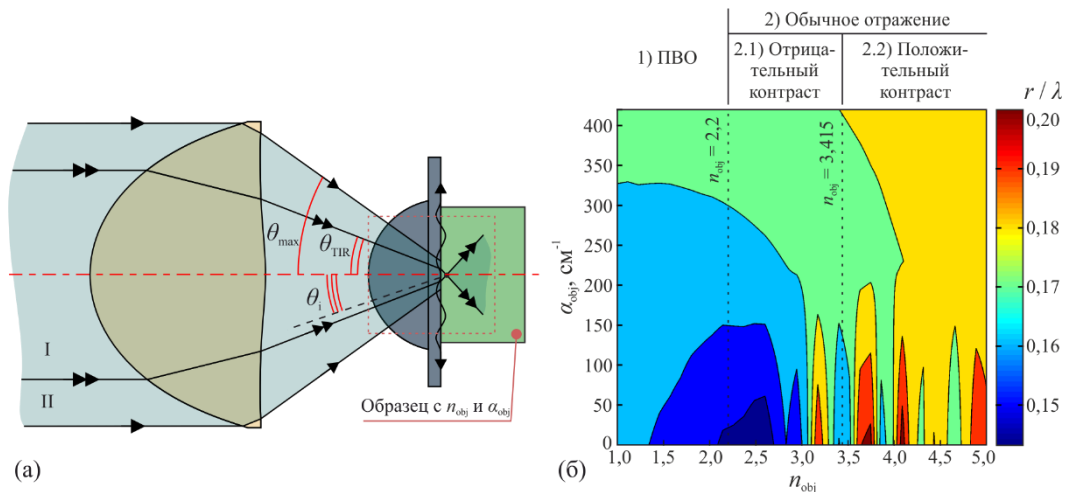 θmax
θTIR
θi
I
II
Образец с nobj и αobj
(а)
2) Обычное отражение
1) ПВО
2.1) Отрица-
тельный
контраст
2.2) Положи-
тельный
контраст
r / λ
nobj = 2,2
nobj = 3,415
αobj, см-1
400
350
300
250
200
150
100
50
0
1,0 1,5 2,0 2,5 3,0 3,5 4,0 4,5 5,0
nobj
0,20
0,19
0,18
0,17
0,16
0,15
(б)